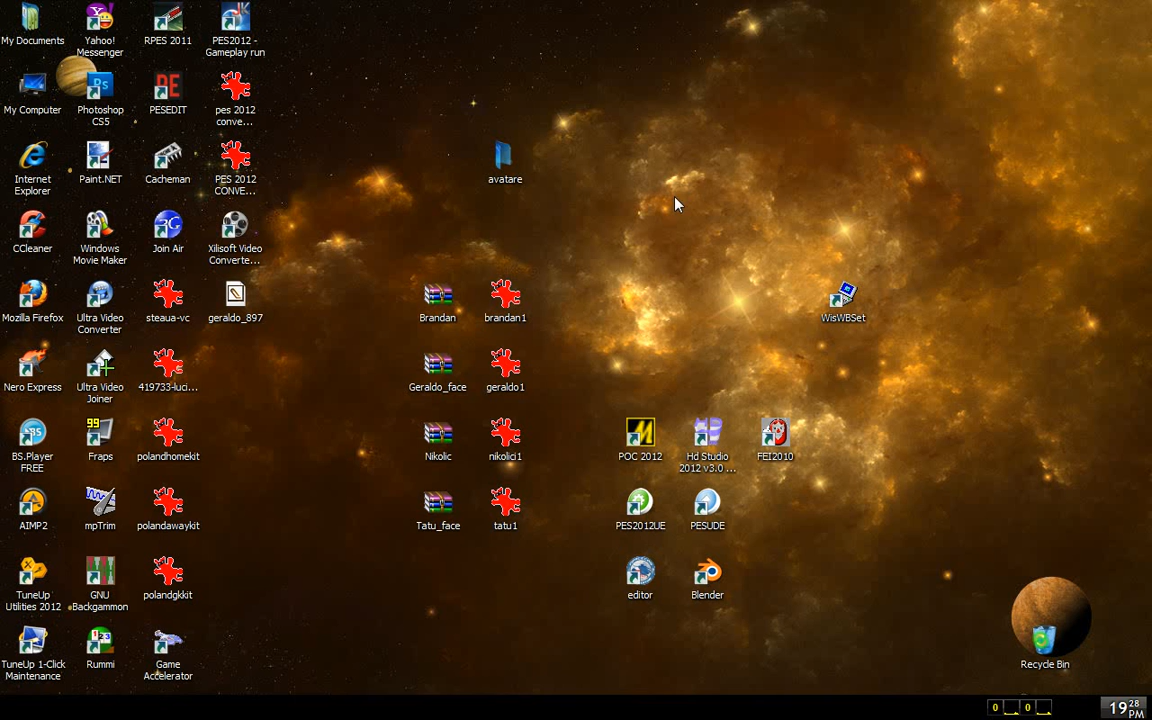 My Documents
Yahoo!
Messenger
RPES 2011
PES2012 -
Gameplay run
My Computer
Photoshop
CS5
PESEDIT
pes 2012
conve...
Internet
Explorer
Paint.NET
Cacheman
PES 2012
CONVE...
avatare
CCleaner
Windows
Movie Maker
Join Air
Xilisoft Video
Converte...
Mozilla Firefox
Ultra Video
Converter
steaua-vc
geraldo_897
Brandan
brandan1
WisWBSet
Nero Express
Ultra Video
Joiner
419733-luci...
Geraldo_face
geraldo1
BS.Player
FREE
Fraps
polandhomekit
Nikolic
nikolici1
POC 2012
Hd Studio
2012 v3.0 ...
FEI2010
AIMP2
mpTrim
polandawaykit
Tatu_face
tatu1
PES2012UE
PESUDE
TuneUp
Utilities 2012
GNU
Backgammon
polandgkkit
editor
Blender
TuneUp 1-Click
Maintenance
Rummi
Game
Accelerator
Recycle Bin
0 0
19 28
PM